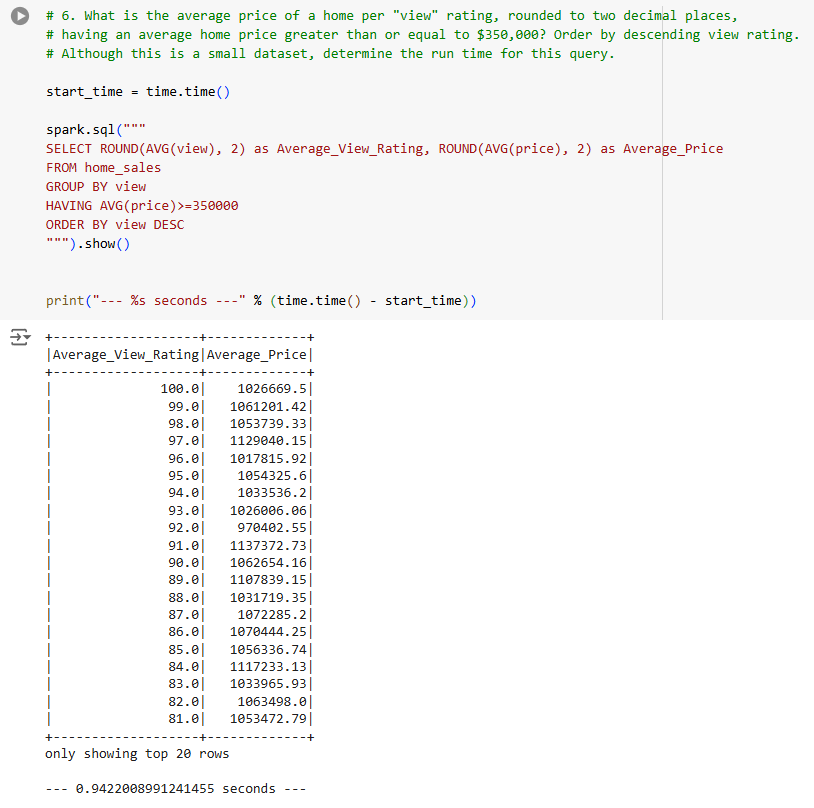 # 6. What is the average price of a home per "view" rating, rounded to two decimal places,
# having an average home price greater than or equal to $350,000? Order by descending view rating.
# Although this is a small dataset, determine the run time for this query.
start_time = time.time()
spark.sql("""
SELECT ROUND(AVG(view), 2) as Average_View_Rating, ROUND(AVG(price), 2) as Average_Price
FROM home_sales
GROUP BY view
HAVING AVG(price)>=350000
ORDER BY view DESC
""").show()
print("--- %s seconds ---" % (time.time() - start_time))
+-------------------+-------------+
|Average_View_Rating|Average_Price|
+-------------------+-------------+
|              100.0|    1026669.5|
|               99.0|   1061201.42|
|               98.0|   1053739.33|
|               97.0|   1129040.15|
|               96.0|   1017815.92|
|               95.0|    1054325.6|
|               94.0|    1033536.2|
|               93.0|   1026006.06|
|               92.0|    970402.55|
|               91.0|   1137372.73|
|               90.0|   1062654.16|
|               89.0|   1107839.15|
|               88.0|   1031719.35|
|               87.0|    1072285.2|
|               86.0|   1070444.25|
|               85.0|   1056336.74|
|               84.0|   1117233.13|
|               83.0|   1033965.93|
|               82.0|    1063498.0|
|               81.0|   1053472.79|
+-------------------+-------------+
only showing top 20 rows
--- 0.9422008991241455 seconds ---